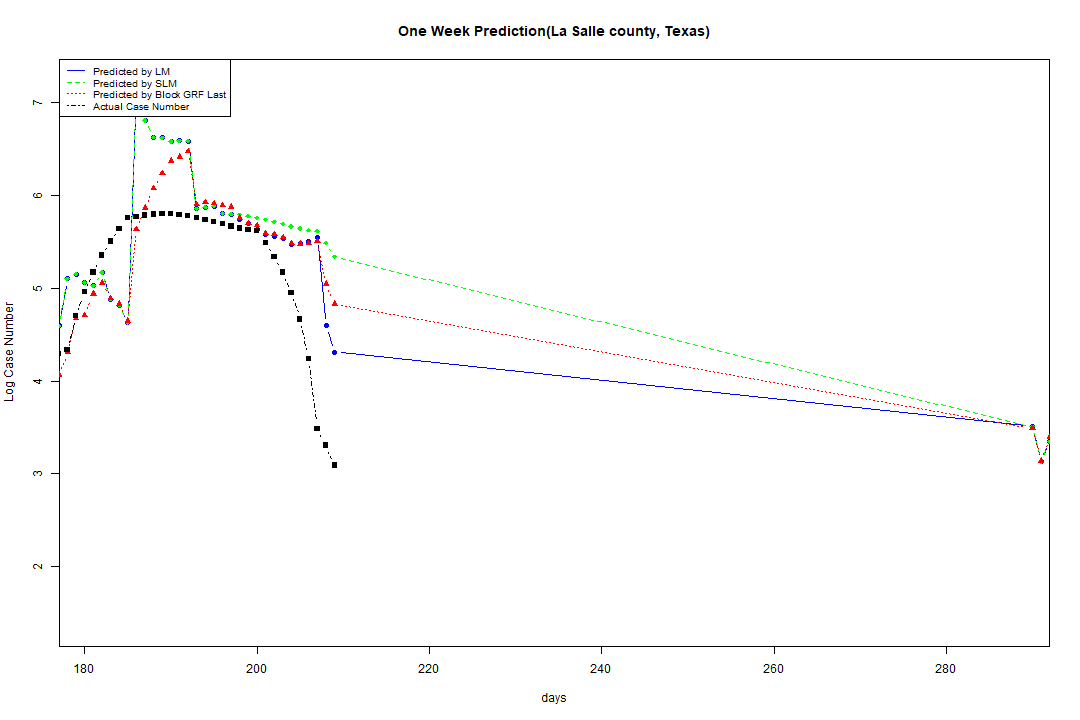 One Week Prediction(La Salle county, Texas)
Predicted by LM
Predicted by SLM
Predicted by Block GRF Last
Actual Case Number
7
6
5
4
3
2
Log Case Number
180 200 220 240 260 280
days